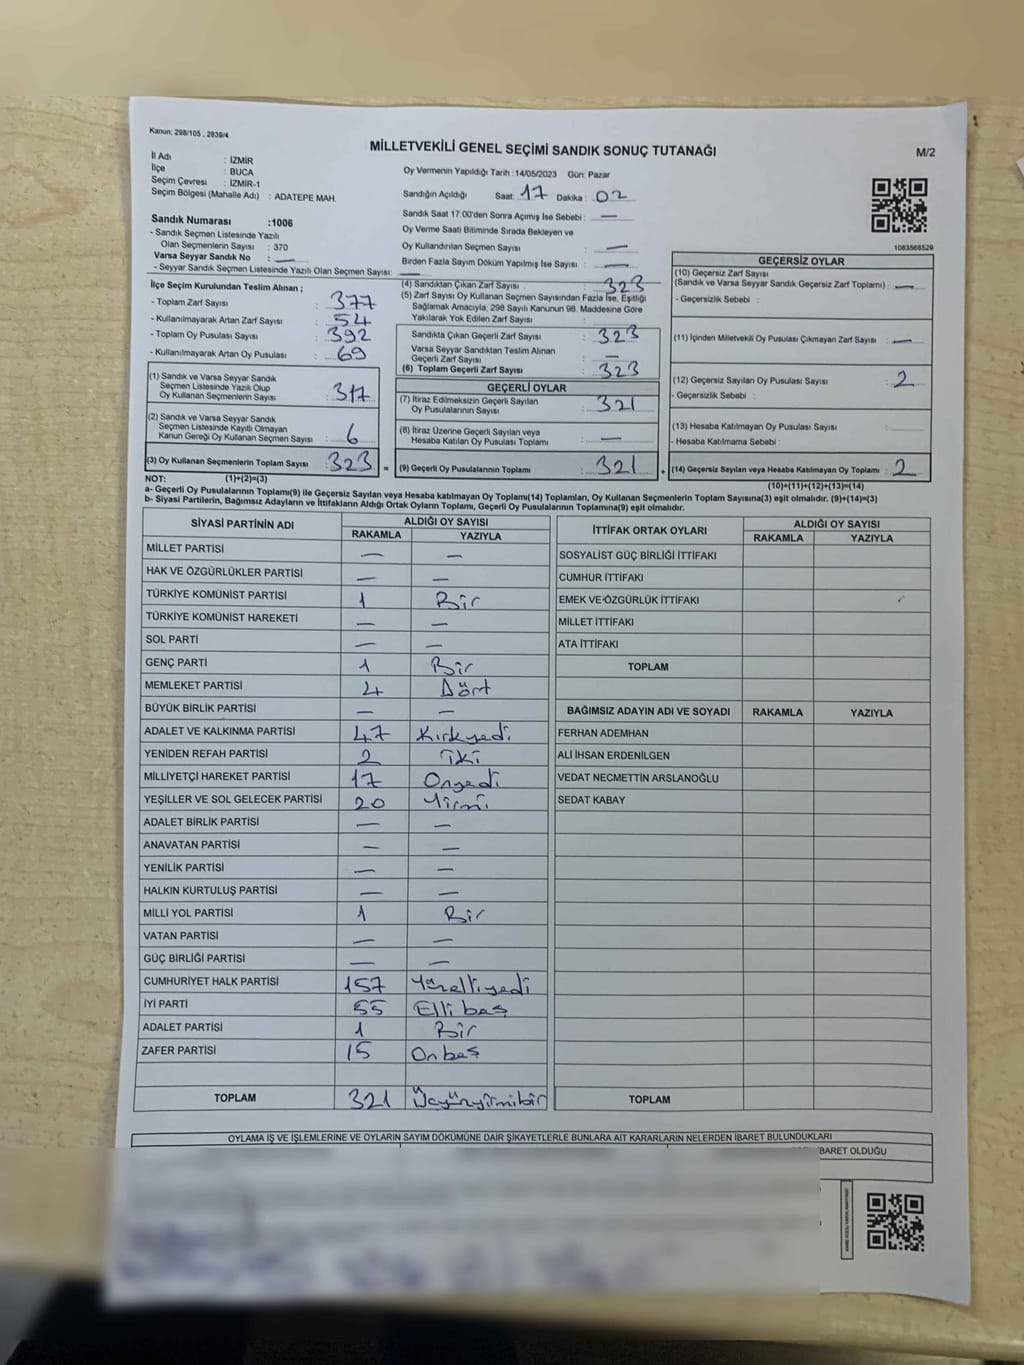 Kanun; 298/105 , 2839/4
MİLLETVEKİLİ GENEL SEÇİMİ SANDIK SONUÇ TUTANAĞI
M/2
İl Adı : İZMİR
İlçe : BUCA
Seçim Çevresi : İZMİR-1
Seçim Bölgesi (Mahalle Adı) : ADATEPE MAH.
Oy Vermenin Yapıldığı Tarih :14/05/2023 Gün: Pazar
Sandığın Açıldığı Saat: 17 Dakika : 02
Sandık Saat 17:00'den Sonra Açımış İse Sebebi : —
Oy Verme Saati Bitiminde Sırada Bekleyen ve
Oy Kullandırılan Seçmen Sayısı : —
Birden Fazla Sayım Döküm Yapılmış İse Sayısı : —
1083568529
Sandık Numarası :1006
- Sandık Seçmen Listesinde Yazılı
Olan Seçmenlerin Sayısı : 370
Varsa Seyyar Sandık No : —
- Seyyar Sandık Seçmen Listesinde Yazılı Olan Seçmen Sayısı: —
İlçe Seçim Kurulundan Teslim Alınan ;
- Toplam Zarf Sayısı : 377
- Kullanılmayarak Artan Zarf Sayısı : 54
- Toplam Oy Pusulası Sayısı : 392
- Kullanılmayarak Artan Oy Pusulası : 69
(1) Sandık ve Varsa Seyyar Sandık
Seçmen Listesinde Yazılı Olup
Oy Kullanan Seçmenlerin Sayısı : 317
(2) Sandık ve Varsa Seyyar Sandık
Seçmen Listesinde Kayıtlı Olmayan
Kanun Gereği Oy Kullanan Seçmen Sayısı : 6
(3) Oy Kullanan Seçmenlerin Toplam Sayısı : 323 =
(4) Sandıktan Çıkan Zarf Sayısı : 323
(5) Zarf Sayısı Oy Kullanan Seçmen Sayısından Fazla İse, Eşitliği
Sağlamak Amacıyla; 298 Sayılı Kanunun 98. Maddesine Göre
Yakılarak Yok Edilen Zarf Sayısı :
Sandıkta Çıkan Geçerli Zarf Sayısı : 323
Varsa Seyyar Sandıktan Teslim Alınan
Geçerli Zarf Sayısı : —
(6) Toplam Geçerli Zarf Sayısı : 323
GEÇERLİ OYLAR
(7) İtiraz Edilmeksizin Geçerli Sayılan
Oy Pusulalarının Sayısı : 321
(8) İtiraz Üzerine Geçerli Sayılan veya
Hesaba Katılan Oy Pusulası Toplamı : —
(9) Geçerli Oy Pusulalarının Toplamı : 321 +
GEÇERSİZ OYLAR
(10) Geçersiz Zarf Sayısı
(Sandık ve Varsa Seyyar Sandık Geçersiz Zarf Toplamı) : —
- Geçersizlik Sebebi :
(11) İçinden Milletvekili Oy Pusulası Çıkmayan Zarf Sayısı : —
(12) Geçersiz Sayılan Oy Pusulası Sayısı : 2
- Geçersizlik Sebebi :
(13) Hesaba Katılmayan Oy Pusulası Sayısı :
- Hesaba Katılmama Sebebi :
(14) Geçersiz Sayılan veya Hesaba Katılmayan Oy Toplamı : 2
NOT: (1)+(2)=(3)
(10)+(11)+(12)+(13)=(14)
a- Geçerli Oy Pusulalarının Toplamı(9) ile Geçersiz Sayılan veya Hesaba katılmayan Oy Toplamı(14) Toplamları, Oy Kullanan Seçmenlerin Toplam Sayısına(3) eşit olmalıdır. (9)+(14)=(3)
b- Siyasi Partilerin, Bağımsız Adayların ve İttifakların Aldığı Ortak Oyların Toplamı, Geçerli Oy Pusulalarının Toplamına(9) eşit olmalıdır.
SİYASİ PARTİNİN ADI ALDIĞI OY SAYISI
RAKAMLA YAZIYLA
MİLLET PARTİSİ — —
HAK VE ÖZGÜRLÜKLER PARTİSİ — —
TÜRKİYE KOMÜNİST PARTİSİ 1 Bir
TÜRKİYE KOMÜNİST HAREKETİ — —
SOL PARTİ — —
GENÇ PARTİ 1 Bir
MEMLEKET PARTİSİ 4 Dört
BÜYÜK BİRLİK PARTİSİ — —
ADALET VE KALKINMA PARTİSİ 47 Kırkyedi
YENİDEN REFAH PARTİSİ 2 iki
MİLLİYETÇİ HAREKET PARTİSİ 17 Onyedi
YEŞİLLER VE SOL GELECEK PARTİSİ 20 Yirmi
ADALET BİRLİK PARTİSİ — —
ANAVATAN PARTİSİ — —
YENİLİK PARTİSİ — —
HALKIN KURTULUŞ PARTİSİ — —
MİLLİ YOL PARTİSİ 1 Bir
VATAN PARTİSİ — —
GÜÇ BİRLİĞİ PARTİSİ — —
CUMHURİYET HALK PARTİSİ 157 Yüzelliyedi
İYİ PARTİ 55 Elli beş
ADALET PARTİSİ 1 Bir
ZAFER PARTİSİ 15 On beş
TOPLAM 321 Üçyüzyirmibir
İTTİFAK ORTAK OYLARI ALDIĞI OY SAYISI
RAKAMLA YAZIYLA
SOSYALİST GÜÇ BİRLİĞİ İTTİFAKI
CUMHUR İTTİFAKI
EMEK VE ÖZGÜRLÜK İTTİFAKI
MİLLET İTTİFAKI
ATA İTTİFAKI
TOPLAM
BAĞIMSIZ ADAYIN ADI VE SOYADI RAKAMLA YAZIYLA
FERHAN ADEMHAN
ALİ İHSAN ERDENİLGEN
VEDAT NECMETTİN ARSLANOĞLU
SEDAT KABAY
TOPLAM
OYLAMA İŞ VE İŞLEMLERİNE VE OYLARIN SAYIM DÖKÜMÜNE DAİR ŞİKAYETLERLE BUNLARA AİT KARARLARIN NELERDEN İBARET BULUNDUKLARI
BARET OLDUĞU